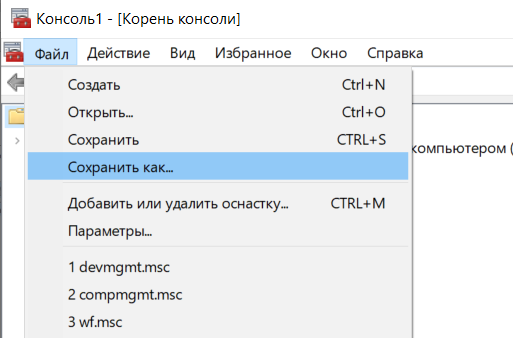 Консоль1 - [Корень консоли]
Файл Действие Вид Избранное Окно Справка
Создать Ctrl+N
Открыть... Ctrl+O
Сохранить CTRL+S
компьютером (
Сохранить как...
Добавить или удалить оснастку... CTRL+M
Параметры...
1 devmgmt.msc
2 compmgmt.msc
3 wf.msc